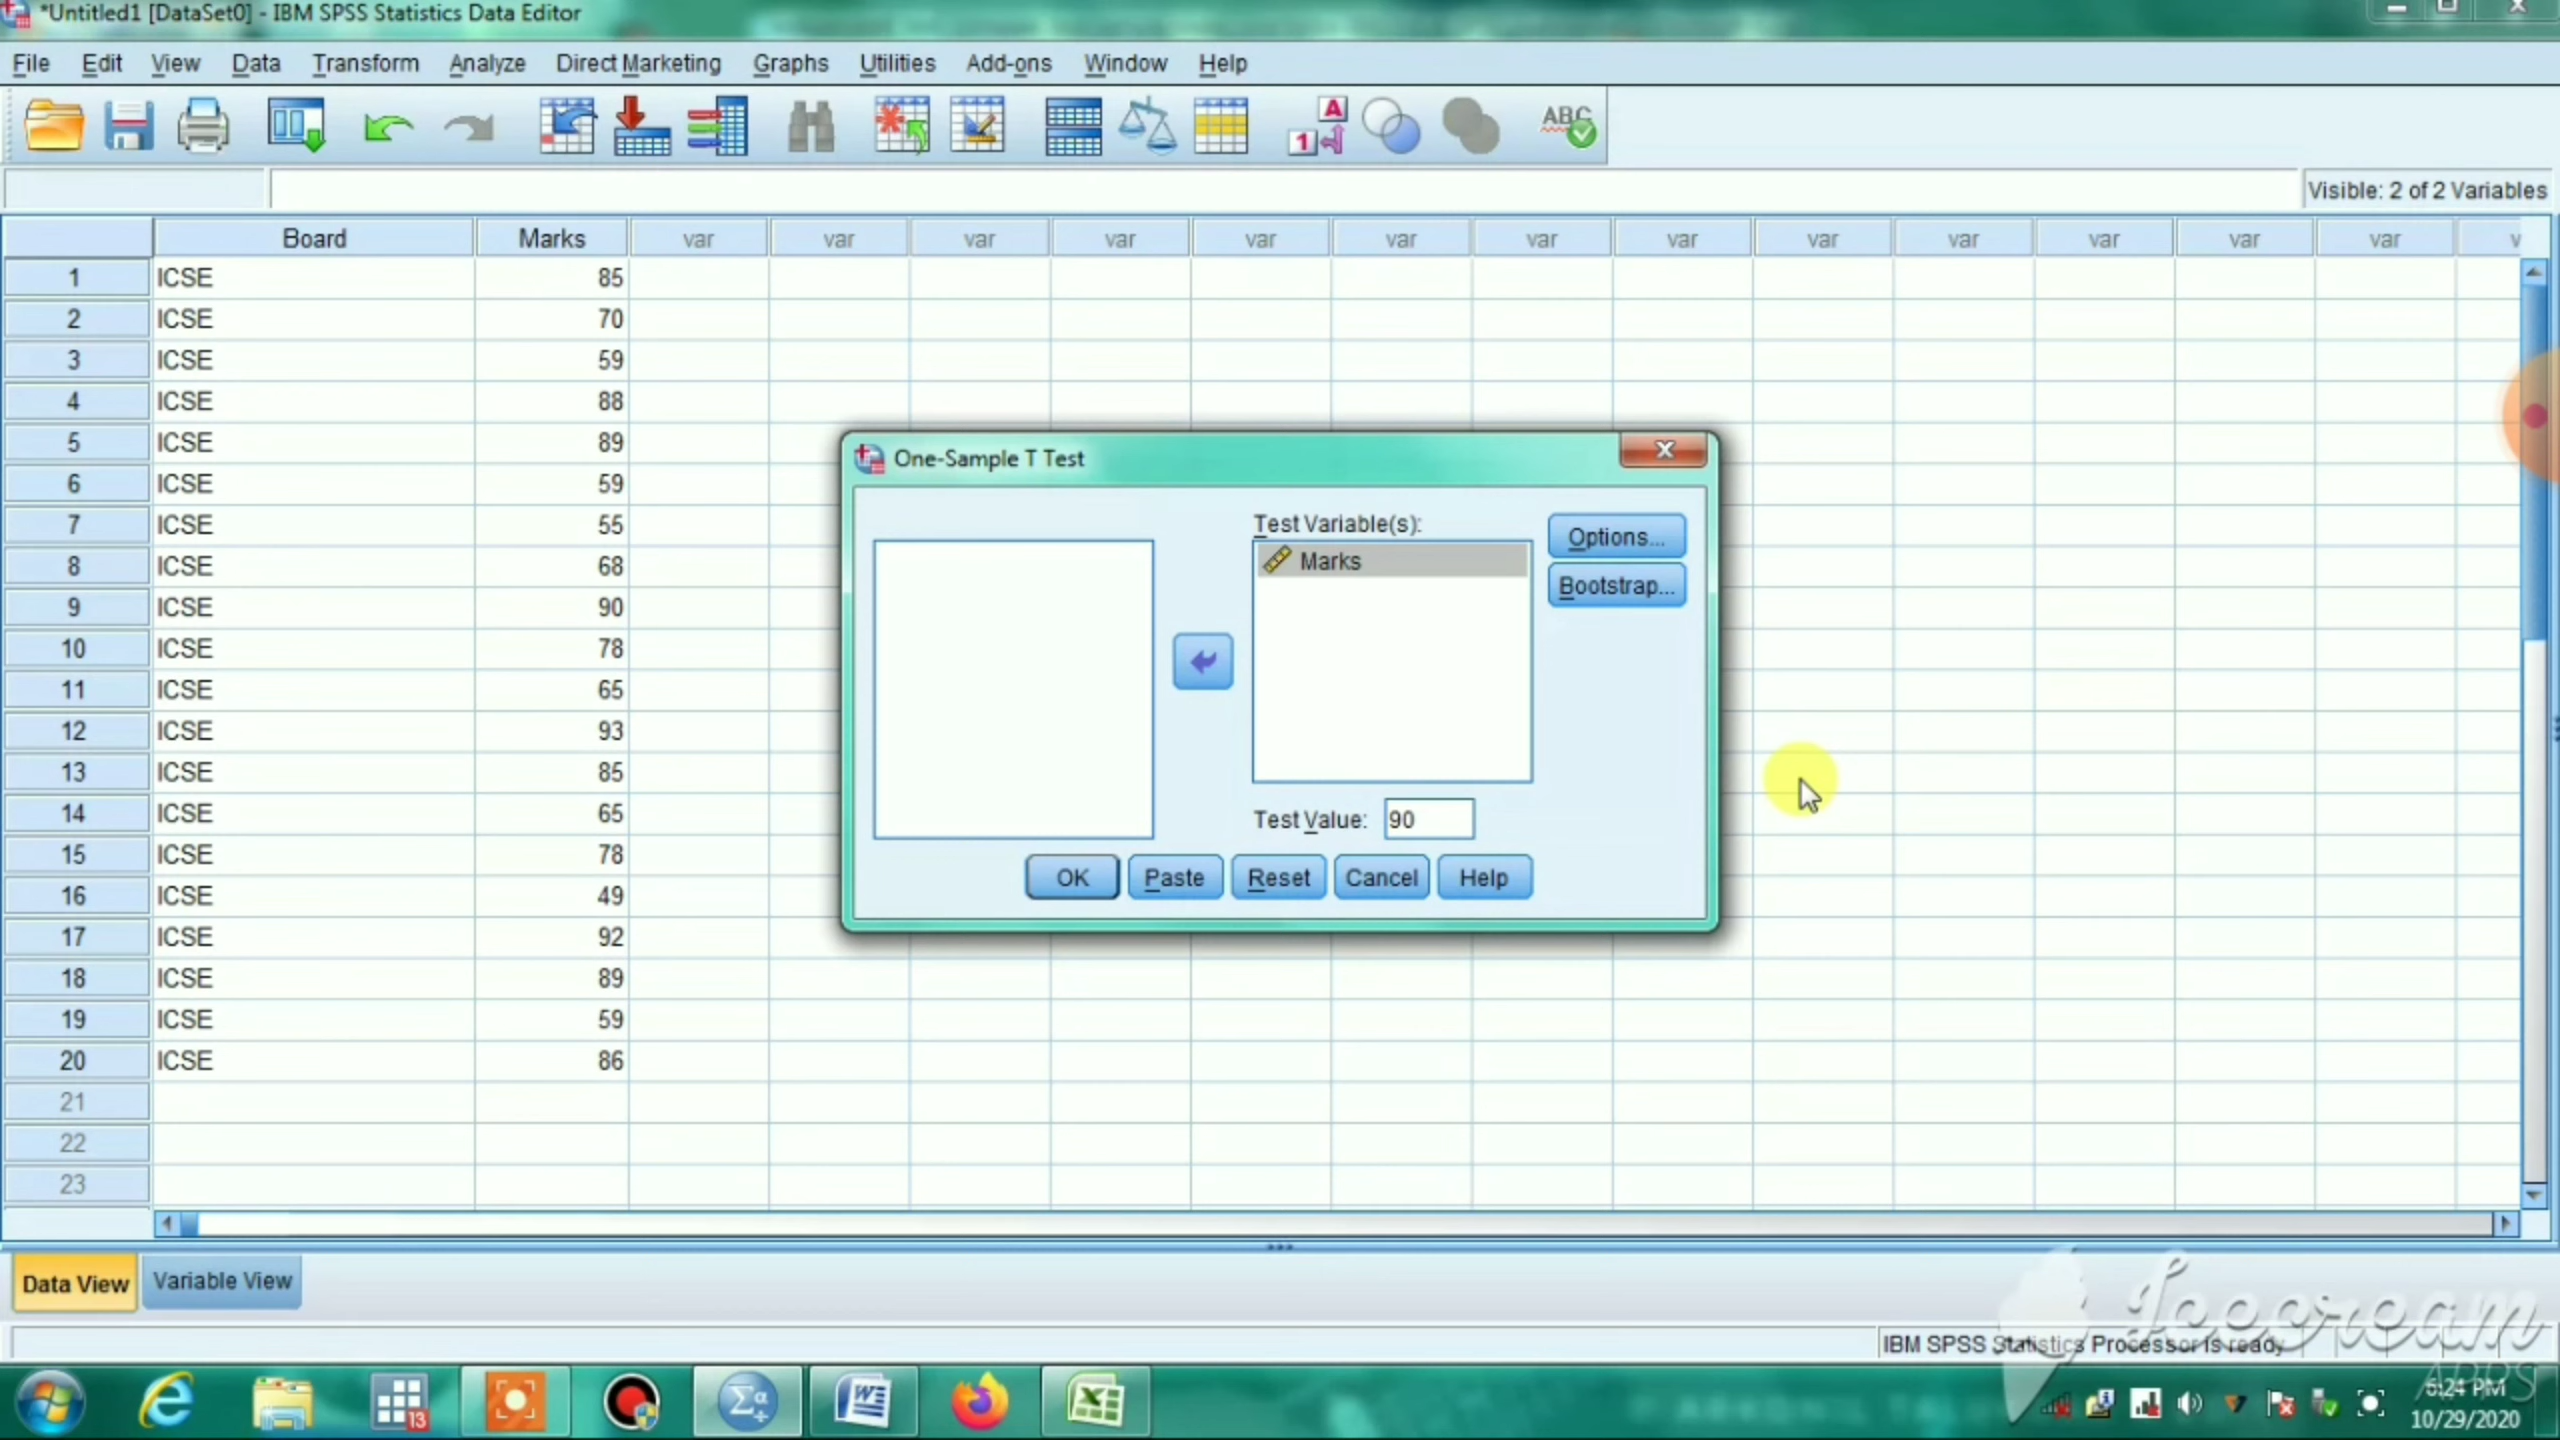 *Untitled1 [DataSet0] - IBM SPSS Statistics Data Editor
File Edit View Data Transform Analyze Direct Marketing Graphs Utilities Add-ons Window Help
A
1
ABC
Visible: 2 of 2 Variables
Board Marks var var var var var var var var var var var var var v
1 ICSE 85
2 ICSE 70
3 ICSE 59
4 ICSE 88
5 ICSE 89
6 ICSE 59
7 ICSE 55
8 ICSE 68
9 ICSE 90
10 ICSE 78
11 ICSE 65
12 ICSE 93
13 ICSE 85
14 ICSE 65
15 ICSE 78
16 ICSE 49
17 ICSE 92
18 ICSE 89
19 ICSE 59
20 ICSE 86
21
22
23
One-Sample T Test
Test Variable(s):
Marks
Options...
Bootstrap...
Test Value: 90
OK Paste Reset Cancel Help
Data View Variable View
IBM SPSS Statistics Processor is ready
Icecream
APPS
13
6:24 PM
10/29/2020